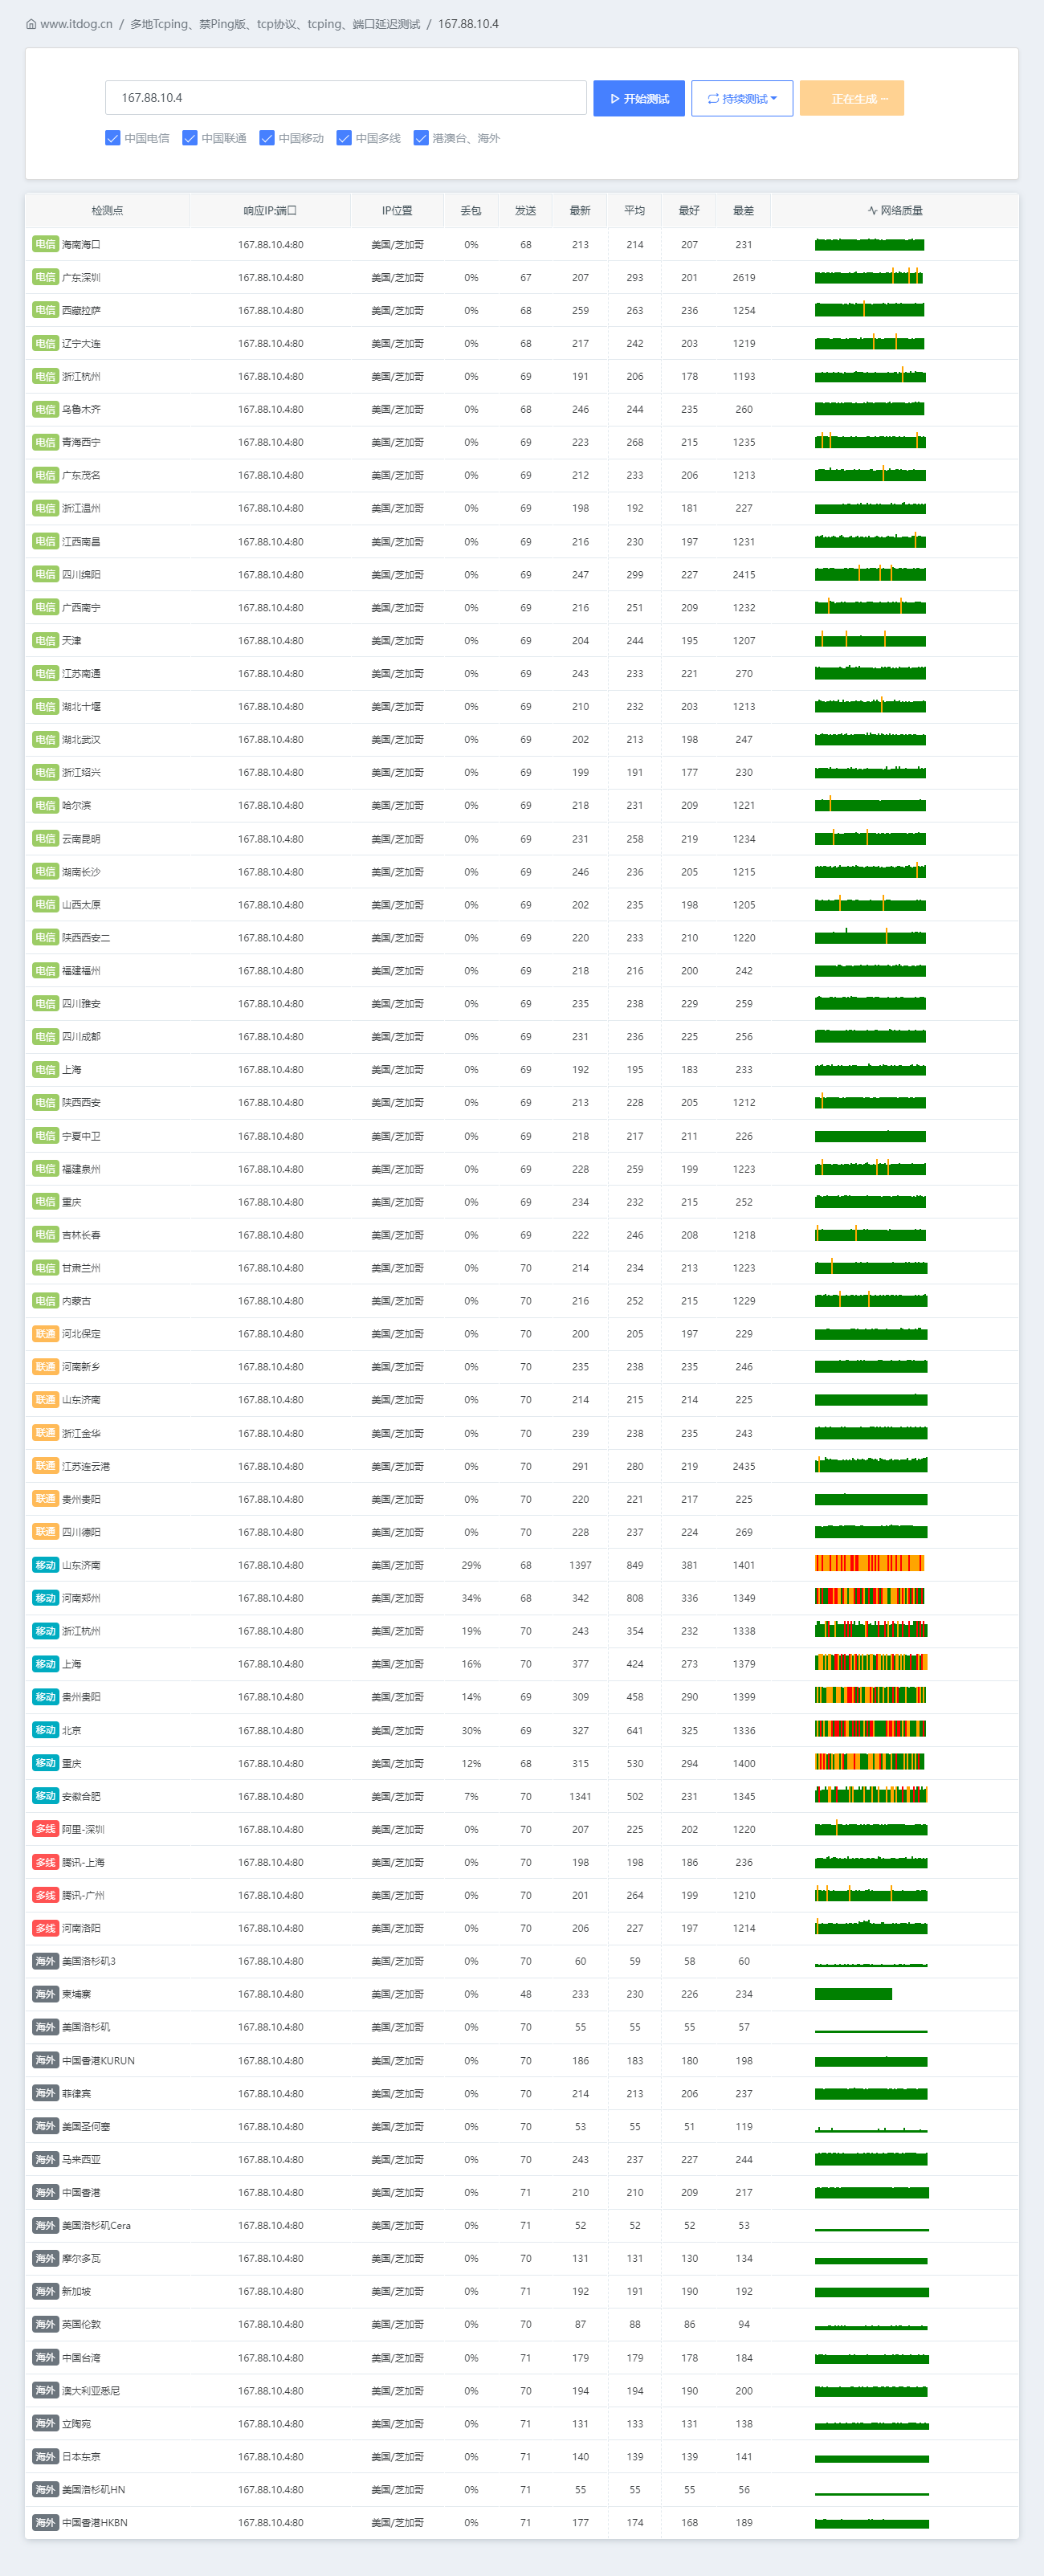 www.itdog.cn / 多地Tcping、禁Ping版、tcp协议、tcping、端口延迟测试 / 167.88.10.4
167.88.10.4 开始测试 持续测试 正在生成 ···
中国电信 中国联通 中国移动 中国多线 港澳台、海外
检测点 响应IP:端口 IP位置 丢包 发送 最新 平均 最好 最差 网络质量
电信 海南海口 167.88.10.4:80 美国/芝加哥 0% 68 213 214 207 231
电信 广东深圳 167.88.10.4:80 美国/芝加哥 0% 67 207 293 201 2619
电信 西藏拉萨 167.88.10.4:80 美国/芝加哥 0% 68 259 263 236 1254
电信 辽宁大连 167.88.10.4:80 美国/芝加哥 0% 68 217 242 203 1219
电信 浙江杭州 167.88.10.4:80 美国/芝加哥 0% 69 191 206 178 1193
电信 乌鲁木齐 167.88.10.4:80 美国/芝加哥 0% 68 246 244 235 260
电信 青海西宁 167.88.10.4:80 美国/芝加哥 0% 69 223 268 215 1235
电信 广东茂名 167.88.10.4:80 美国/芝加哥 0% 69 212 233 206 1213
电信 浙江温州 167.88.10.4:80 美国/芝加哥 0% 69 198 192 181 227
电信 江西南昌 167.88.10.4:80 美国/芝加哥 0% 69 216 230 197 1231
电信 四川绵阳 167.88.10.4:80 美国/芝加哥 0% 69 247 299 227 2415
电信 广西南宁 167.88.10.4:80 美国/芝加哥 0% 69 216 251 209 1232
电信 天津 167.88.10.4:80 美国/芝加哥 0% 69 204 244 195 1207
电信 江苏南通 167.88.10.4:80 美国/芝加哥 0% 69 243 233 221 270
电信 湖北十堰 167.88.10.4:80 美国/芝加哥 0% 69 210 232 203 1213
电信 湖北武汉 167.88.10.4:80 美国/芝加哥 0% 69 202 213 198 247
电信 浙江绍兴 167.88.10.4:80 美国/芝加哥 0% 69 199 191 177 230
电信 哈尔滨 167.88.10.4:80 美国/芝加哥 0% 69 218 231 209 1221
电信 云南昆明 167.88.10.4:80 美国/芝加哥 0% 69 231 258 219 1234
电信 湖南长沙 167.88.10.4:80 美国/芝加哥 0% 69 246 236 205 1215
电信 山西太原 167.88.10.4:80 美国/芝加哥 0% 69 202 235 198 1205
电信 陕西西安二 167.88.10.4:80 美国/芝加哥 0% 69 220 233 210 1220
电信 福建福州 167.88.10.4:80 美国/芝加哥 0% 69 218 216 200 242
电信 四川雅安 167.88.10.4:80 美国/芝加哥 0% 69 235 238 229 259
电信 四川成都 167.88.10.4:80 美国/芝加哥 0% 69 231 236 225 256
电信 上海 167.88.10.4:80 美国/芝加哥 0% 69 192 195 183 233
电信 陕西西安 167.88.10.4:80 美国/芝加哥 0% 69 213 228 205 1212
电信 宁夏中卫 167.88.10.4:80 美国/芝加哥 0% 69 218 217 211 226
电信 福建泉州 167.88.10.4:80 美国/芝加哥 0% 69 228 259 199 1223
电信 重庆 167.88.10.4:80 美国/芝加哥 0% 69 234 232 215 252
电信 吉林长春 167.88.10.4:80 美国/芝加哥 0% 69 222 246 208 1218
电信 甘肃兰州 167.88.10.4:80 美国/芝加哥 0% 70 214 234 213 1223
电信 内蒙古 167.88.10.4:80 美国/芝加哥 0% 70 216 252 215 1229
联通 河北保定 167.88.10.4:80 美国/芝加哥 0% 70 200 205 197 229
联通 河南新乡 167.88.10.4:80 美国/芝加哥 0% 70 235 238 235 246
联通 山东济南 167.88.10.4:80 美国/芝加哥 0% 70 214 215 214 225
联通 浙江金华 167.88.10.4:80 美国/芝加哥 0% 70 239 238 235 243
联通 江苏连云港 167.88.10.4:80 美国/芝加哥 0% 70 291 280 219 2435
联通 贵州贵阳 167.88.10.4:80 美国/芝加哥 0% 70 220 221 217 225
联通 四川德阳 167.88.10.4:80 美国/芝加哥 0% 70 228 237 224 269
移动 山东济南 167.88.10.4:80 美国/芝加哥 29% 68 1397 849 381 1401
移动 河南郑州 167.88.10.4:80 美国/芝加哥 34% 68 342 808 336 1349
移动 浙江杭州 167.88.10.4:80 美国/芝加哥 19% 70 243 354 232 1338
移动 上海 167.88.10.4:80 美国/芝加哥 16% 70 377 424 273 1379
移动 贵州贵阳 167.88.10.4:80 美国/芝加哥 14% 69 309 458 290 1399
移动 北京 167.88.10.4:80 美国/芝加哥 30% 69 327 641 325 1336
移动 重庆 167.88.10.4:80 美国/芝加哥 12% 68 315 530 294 1400
移动 安徽合肥 167.88.10.4:80 美国/芝加哥 7% 70 1341 502 231 1345
多线 阿里-深圳 167.88.10.4:80 美国/芝加哥 0% 70 207 225 202 1220
多线 腾讯-上海 167.88.10.4:80 美国/芝加哥 0% 70 198 198 186 236
多线 腾讯-广州 167.88.10.4:80 美国/芝加哥 0% 70 201 264 199 1210
多线 河南洛阳 167.88.10.4:80 美国/芝加哥 0% 70 206 227 197 1214
海外 美国洛杉矶3 167.88.10.4:80 美国/芝加哥 0% 70 60 59 58 60
海外 柬埔寨 167.88.10.4:80 美国/芝加哥 0% 48 233 230 226 234
海外 美国洛杉矶 167.88.10.4:80 美国/芝加哥 0% 70 55 55 55 57
海外 中国香港KURUN 167.88.10.4:80 美国/芝加哥 0% 70 186 183 180 198
海外 菲律宾 167.88.10.4:80 美国/芝加哥 0% 70 214 213 206 237
海外 美国圣何塞 167.88.10.4:80 美国/芝加哥 0% 70 53 55 51 119
海外 马来西亚 167.88.10.4:80 美国/芝加哥 0% 70 243 237 227 244
海外 中国香港 167.88.10.4:80 美国/芝加哥 0% 71 210 210 209 217
海外 美国洛杉矶Cera 167.88.10.4:80 美国/芝加哥 0% 71 52 52 52 53
海外 摩尔多瓦 167.88.10.4:80 美国/芝加哥 0% 70 131 131 130 134
海外 新加坡 167.88.10.4:80 美国/芝加哥 0% 71 192 191 190 192
海外 英国伦敦 167.88.10.4:80 美国/芝加哥 0% 70 87 88 86 94
海外 中国台湾 167.88.10.4:80 美国/芝加哥 0% 71 179 179 178 184
海外 澳大利亚悉尼 167.88.10.4:80 美国/芝加哥 0% 70 194 194 190 200
海外 立陶宛 167.88.10.4:80 美国/芝加哥 0% 71 131 133 131 138
海外 日本东京 167.88.10.4:80 美国/芝加哥 0% 71 140 139 139 141
海外 美国洛杉矶HN 167.88.10.4:80 美国/芝加哥 0% 71 55 55 55 56
海外 中国香港HKBN 167.88.10.4:80 美国/芝加哥 0% 71 177 174 168 189